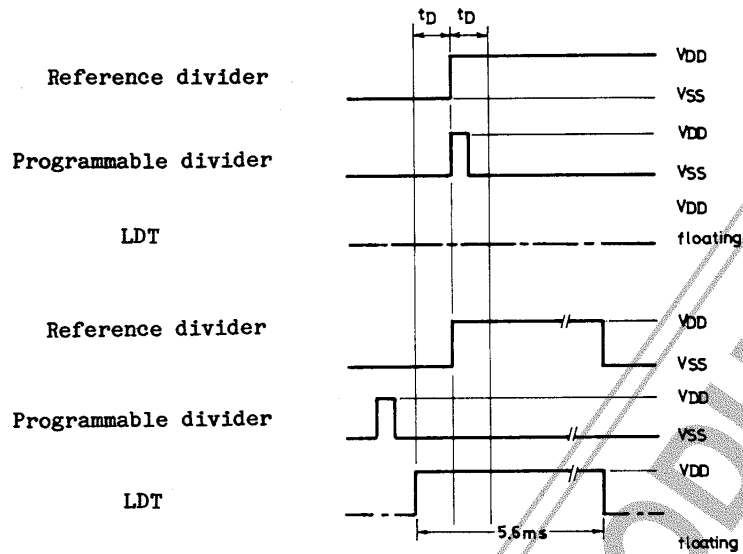 tD tD
Reference divider VDD
VSS
Programmable divider VDD
VSS
VDD
LDT floating
Reference divider VDD
VSS
Programmable divider VDD
VSS
LDT VDD
5.6ms
floating